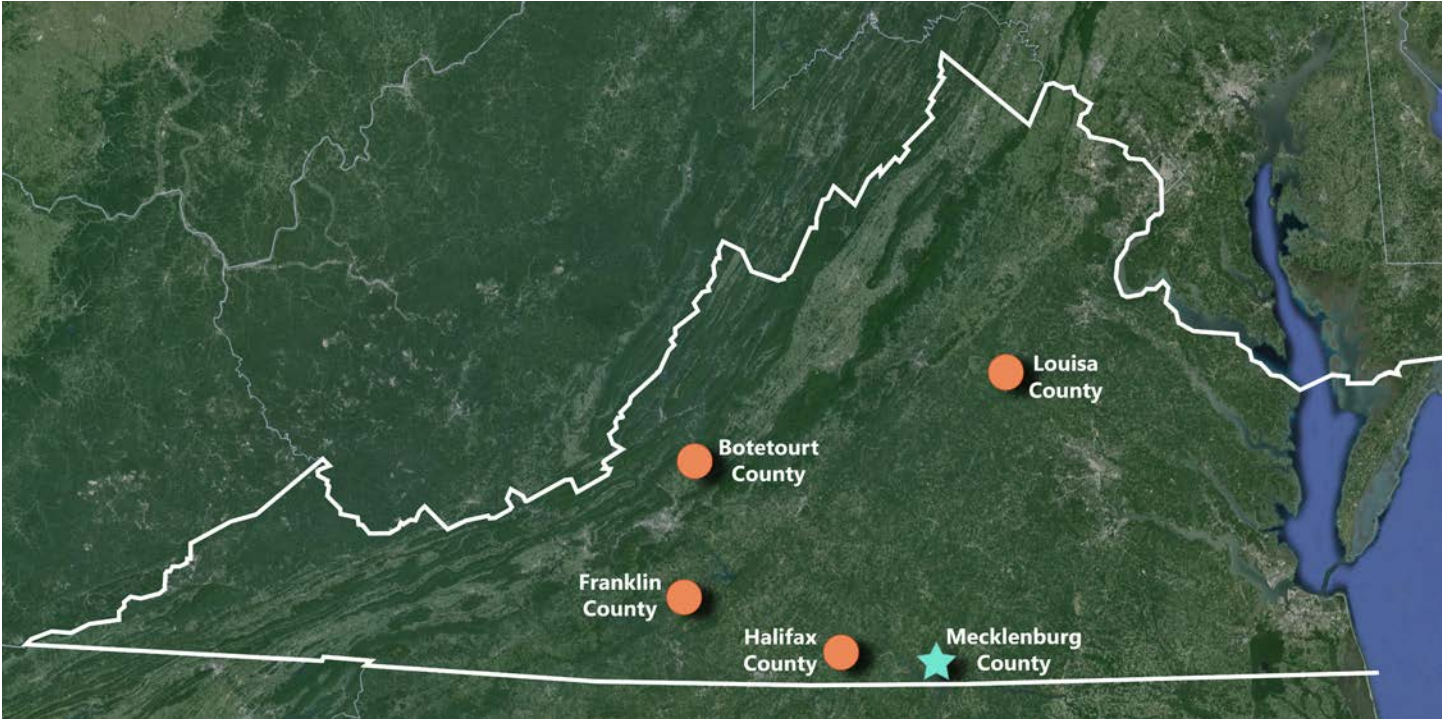 Louisa
County
Botetourt
County
Franklin
County
Halifax
County
Mecklenburg
County